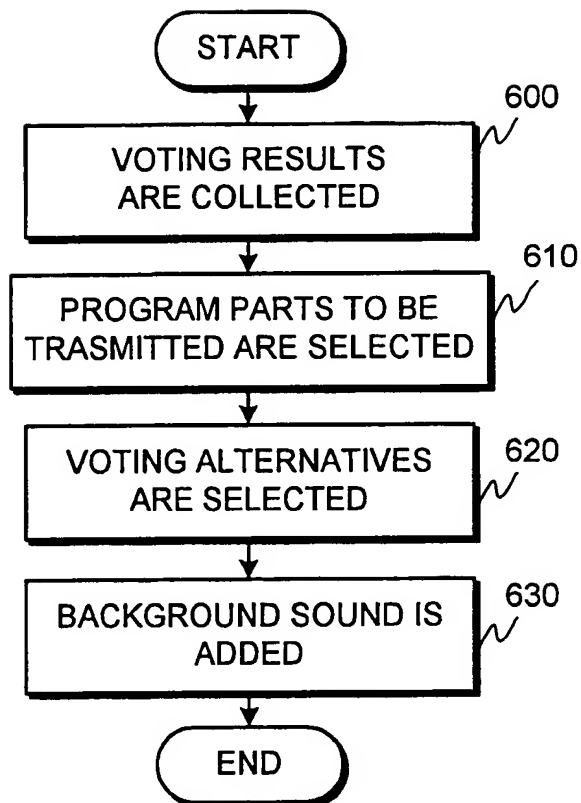 START
600
VOTING RESULTS
ARE COLLECTED
610
PROGRAM PARTS TO BE
TRASMITTED ARE SELECTED
620
VOTING ALTERNATIVES
ARE SELECTED
630
BACKGROUND SOUND IS
ADDED
END